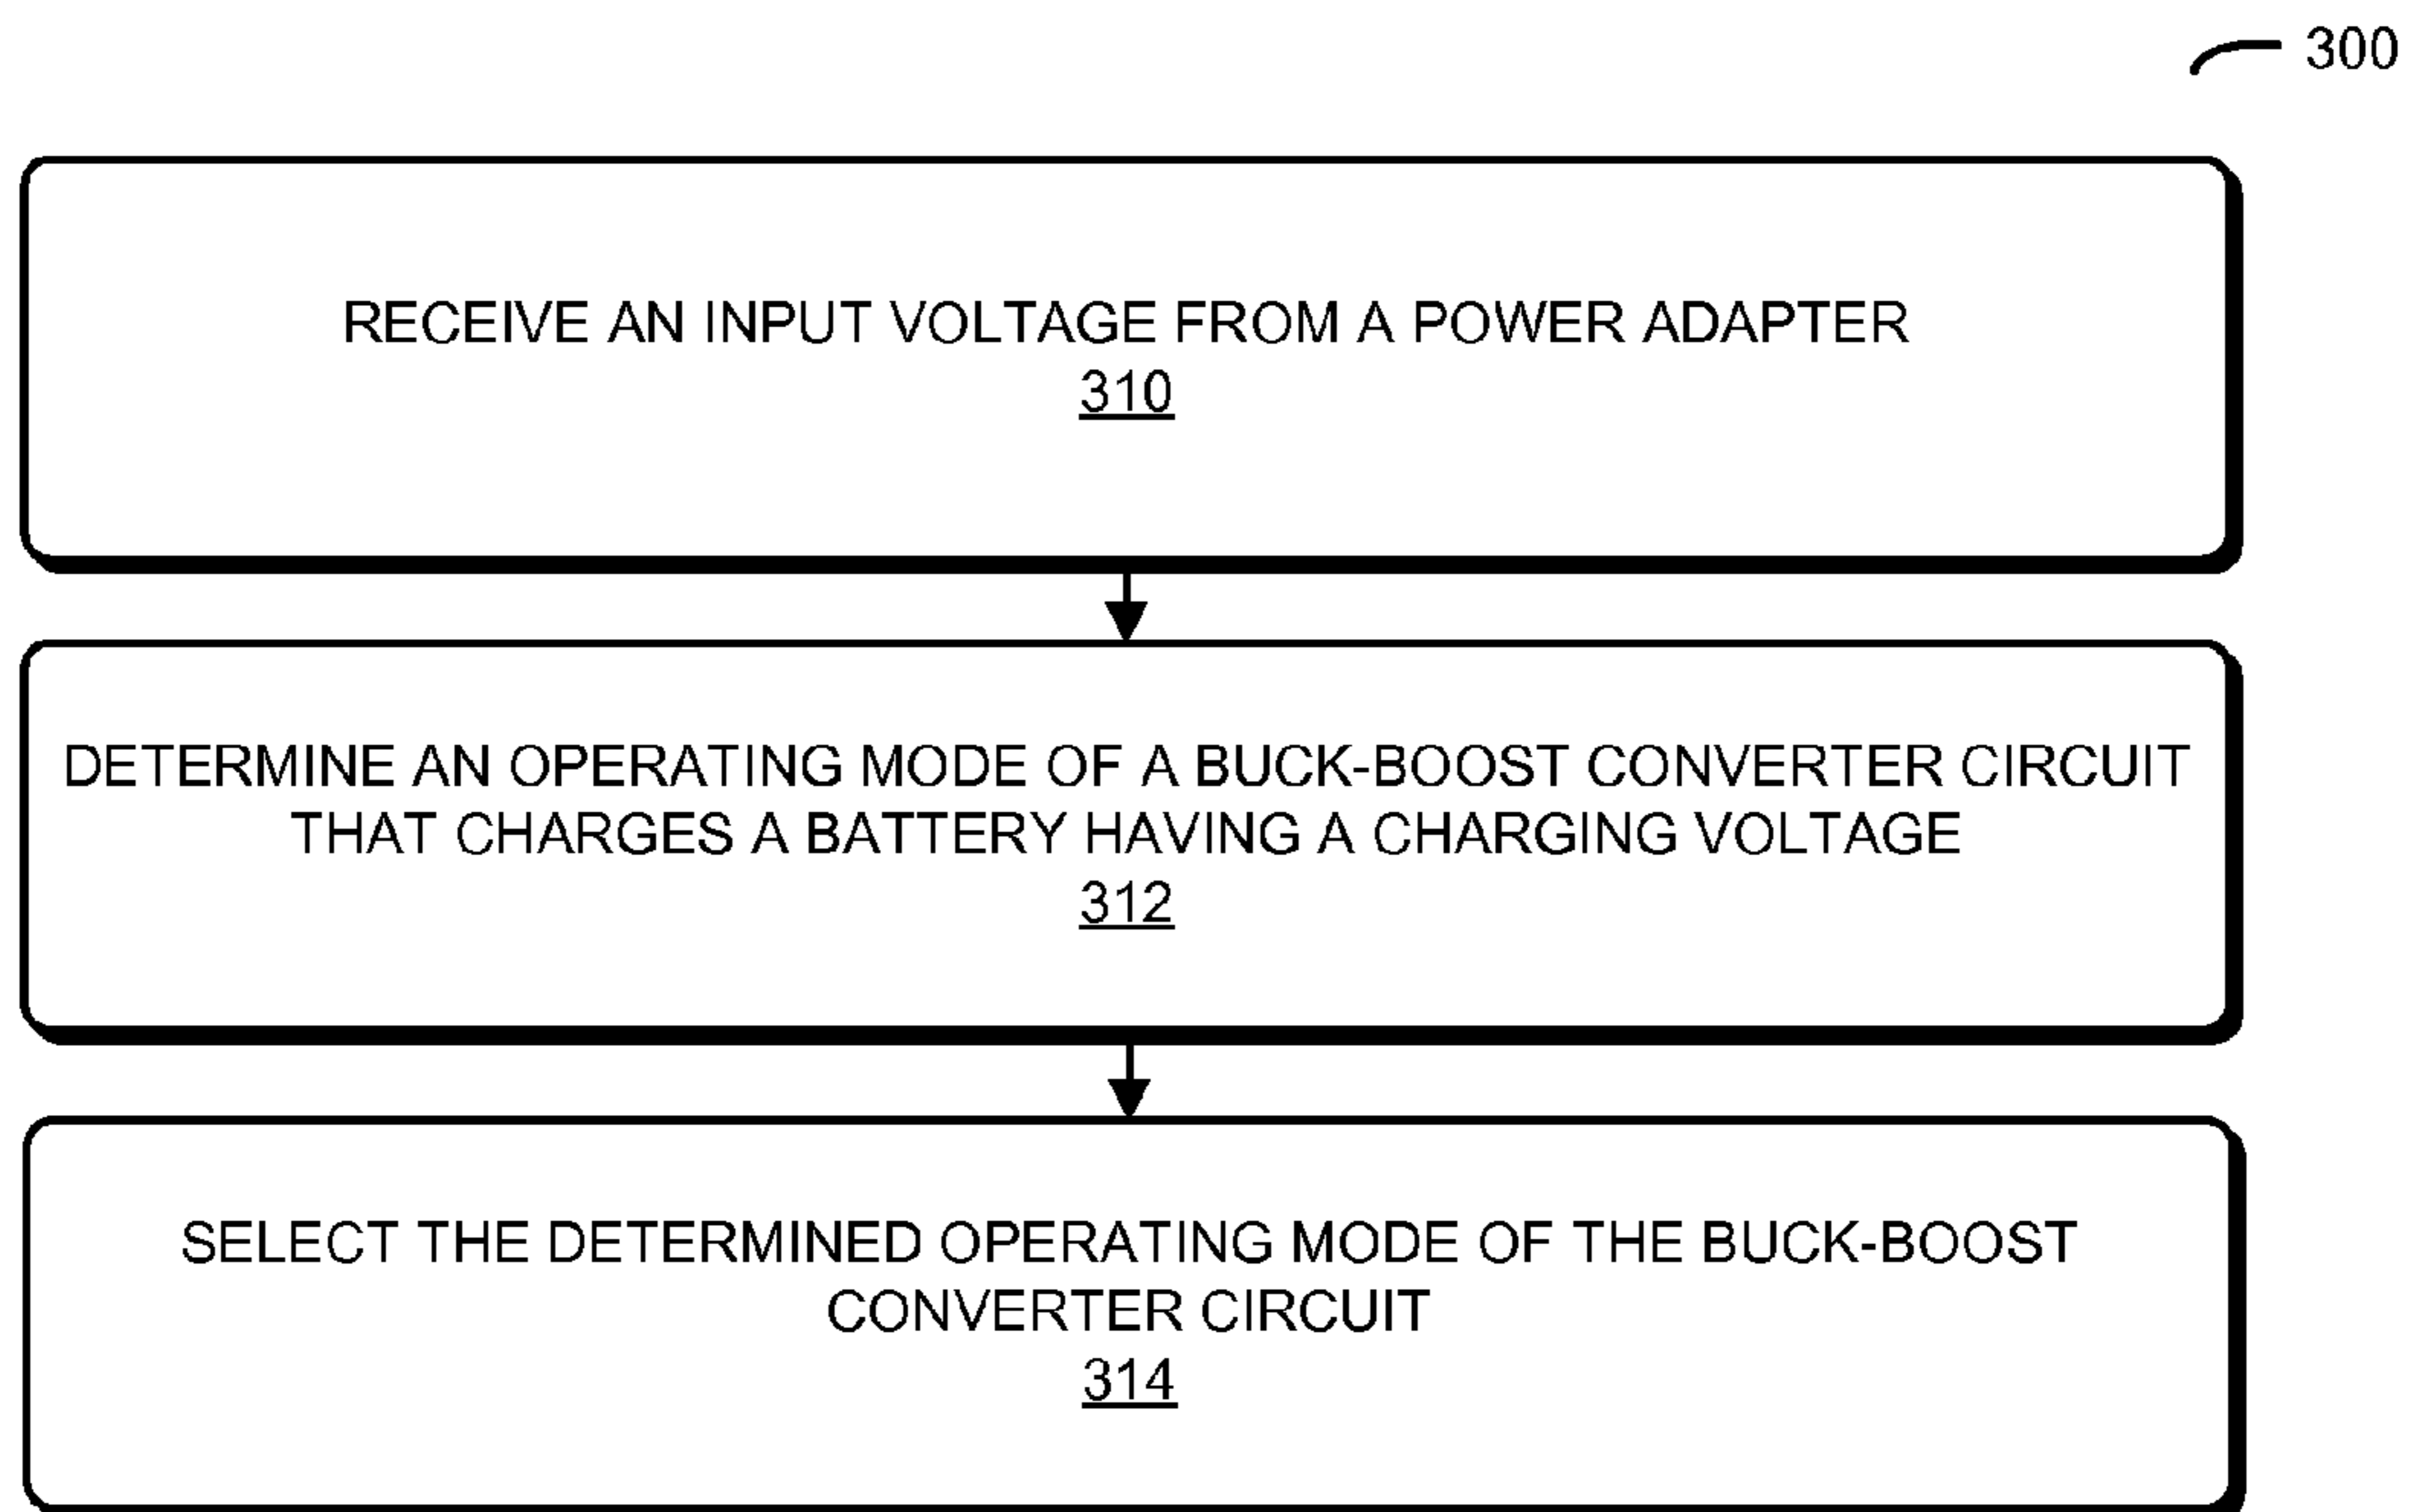 300
RECEIVE AN INPUT VOLTAGE FROM A POWER ADAPTER
310
DETERMINE AN OPERATING MODE OF A BUCK-BOOST CONVERTER CIRCUIT
THAT CHARGES A BATTERY HAVING A CHARGING VOLTAGE
312
SELECT THE DETERMINED OPERATING MODE OF THE BUCK-BOOST
CONVERTER CIRCUIT
314